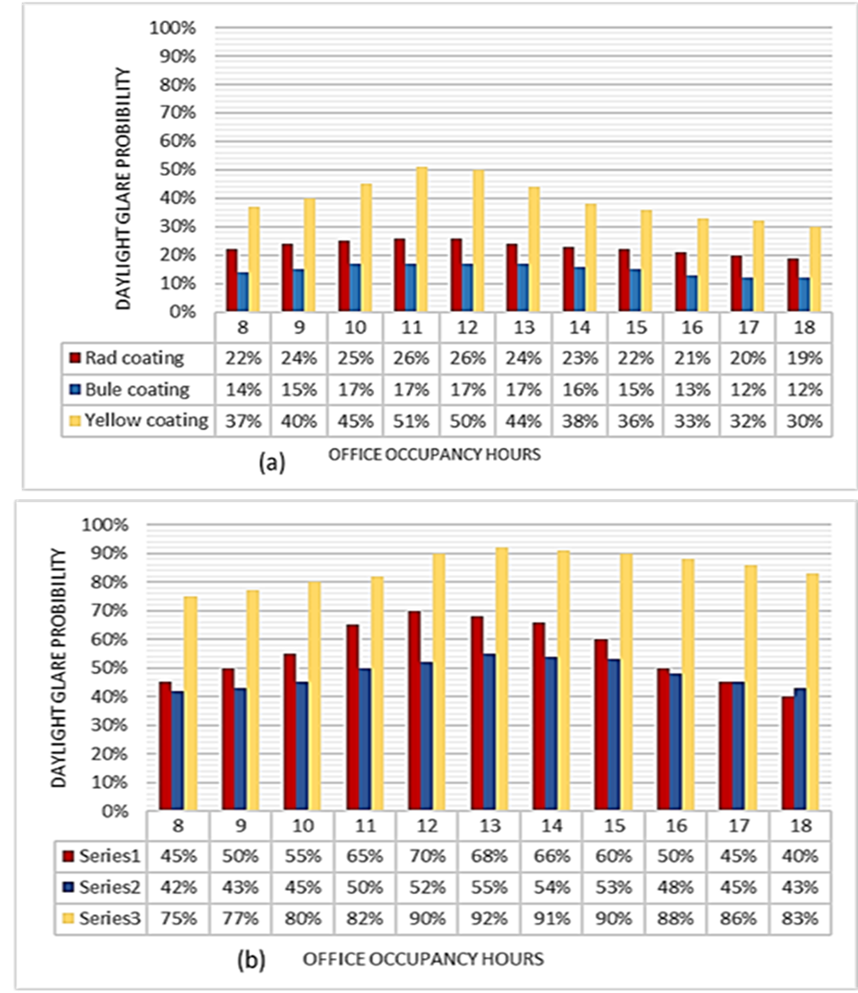 100%
90%
80%
70%
60%
50%
40%
30%
20%
10%
0%
DAYLIGHT GLARE PROBIBILITY
8 9 10 11 12 13 14 15 16 17 18
Rad coating 22% 24% 25% 26% 26% 24% 23% 22% 21% 20% 19%
Bule coating 14% 15% 17% 17% 17% 17% 16% 15% 13% 12% 12%
Yellow coating 37% 40% 45% 51% 50% 44% 38% 36% 33% 32% 30%
(a) OFFICE OCCUPANCY HOURS
100%
90%
80%
70%
60%
50%
40%
30%
20%
10%
0%
DAYLIGHT GLARE PROBIBILITY
8 9 10 11 12 13 14 15 16 17 18
Series1 45% 50% 55% 65% 70% 68% 66% 60% 50% 45% 40%
Series2 42% 43% 45% 50% 52% 55% 54% 53% 48% 45% 43%
Series3 75% 77% 80% 82% 90% 92% 91% 90% 88% 86% 83%
(b) OFFICE OCCUPANCY HOURS